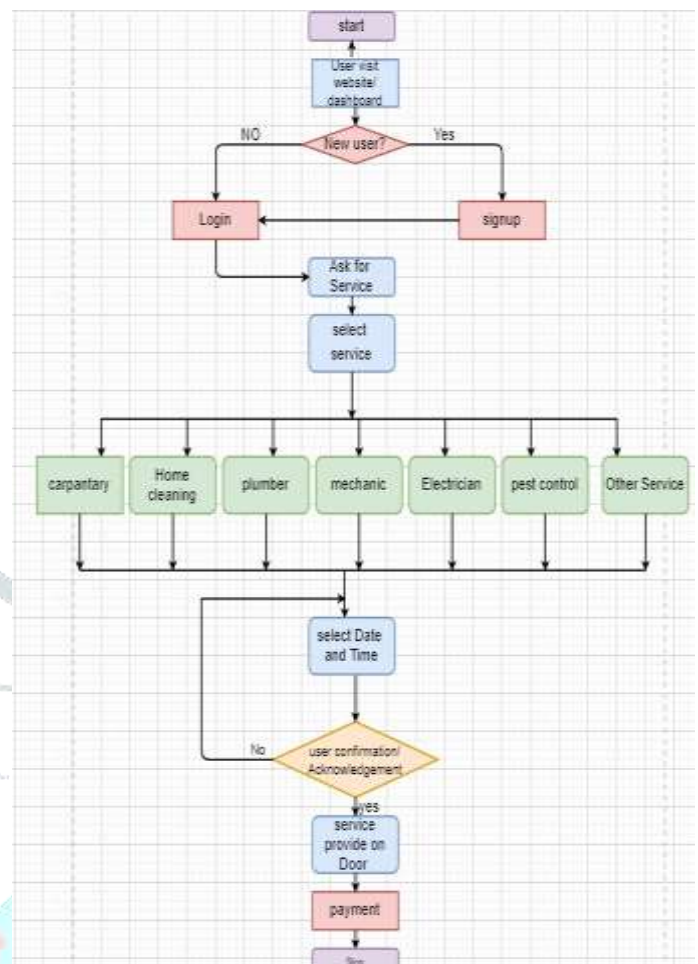 start
User visit
website/
dashboard
New user?
NO
Yes
Login
signup
Ask for
Service
select
service
carpantary
Home
cleaning
plumber
mechanic
Electrician
pest control
Other Service
select Date
and Time
No
user confirmation/
Acknowledgement
yes
service
provide on
Door
payment